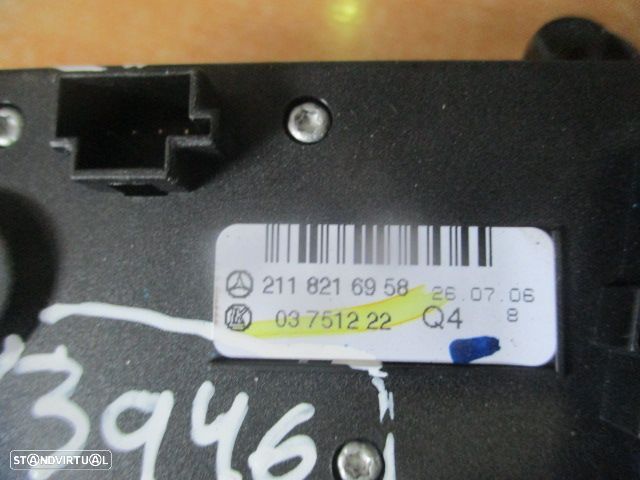 211 821 69 58 26.07.06
03 7512 22 Q4 8
3946
STANDVIRTUAL